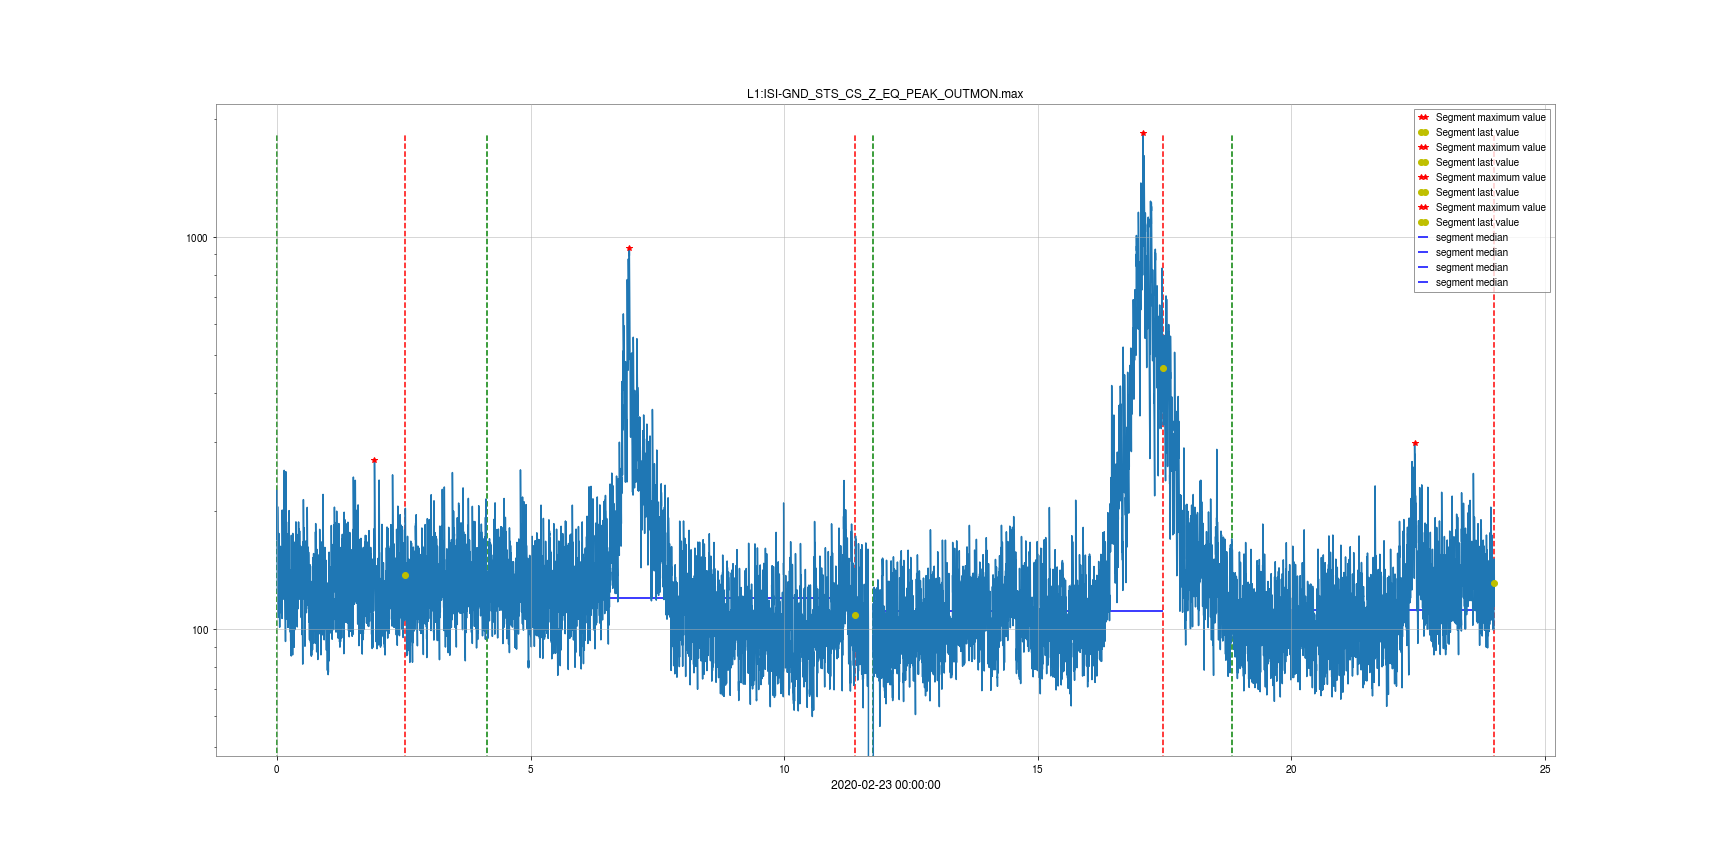 L1:ISI-GND_STS_CS_Z_EQ_PEAK_OUTMON.max
Segment maximum value
Segment last value
Segment maximum value
Segment last value
Segment maximum value
Segment last value
Segment maximum value
Segment last value
segment median
segment median
segment median
segment median
1000
100
0 5 10 15 20 25
2020-02-23 00:00:00